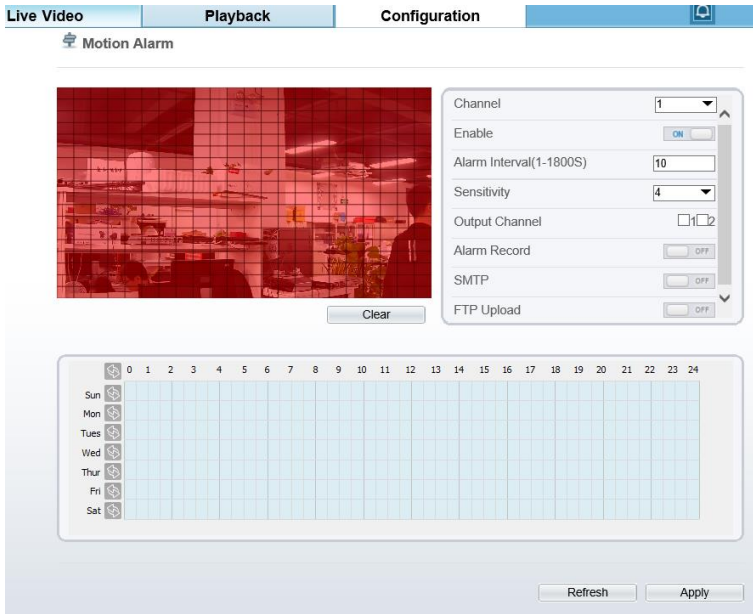 Live Video Playback Configuration
Motion Alarm
Channel 1
Enable ON
Alarm Interval(1-1800S) 10
Sensitivity 4
Output Channel 1 2
Alarm Record OFF
SMTP OFF
FTP Upload OFF
Clear
0 1 2 3 4 5 6 7 8 9 10 11 12 13 14 15 16 17 18 19 20 21 22 23 24
Sun
Mon
Tues
Wed
Thur
Fri
Sat
Refresh Apply